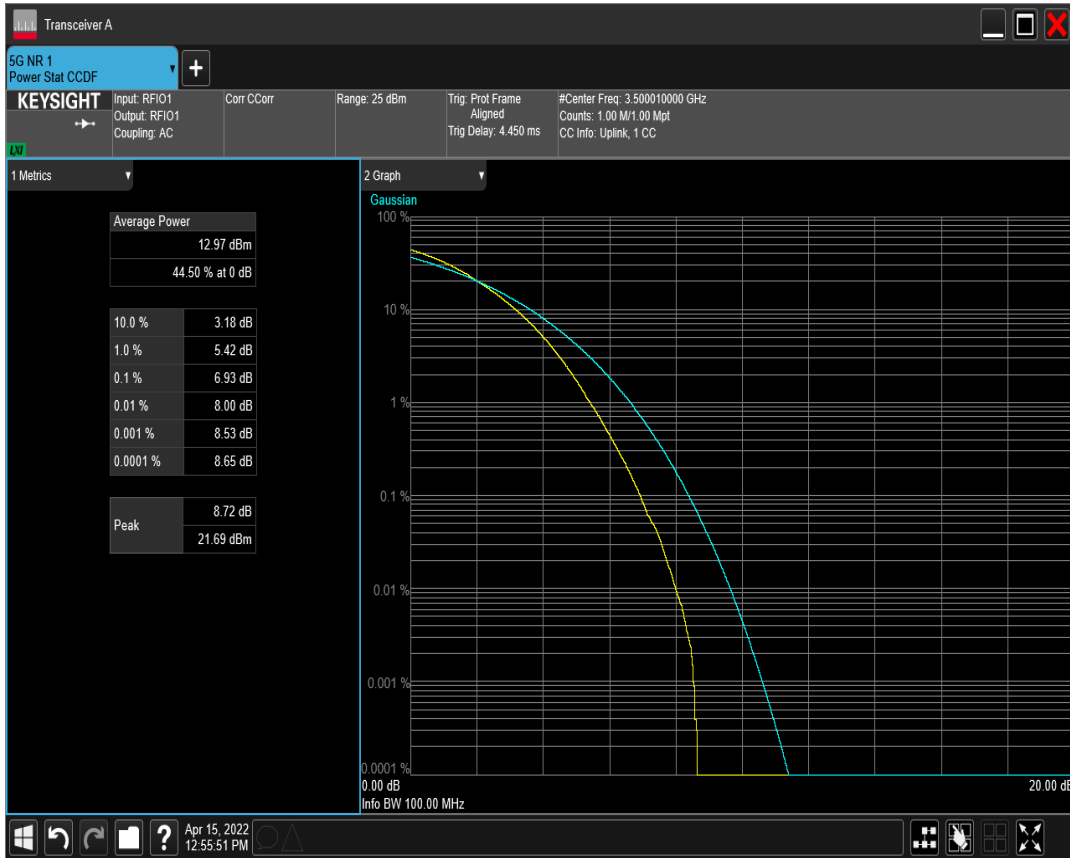 Transceiver A
5G NR 1
Power Stat CCDF
KEYSIGHT
LXI
Input: RFIO1
Output: RFIO1
Coupling: AC
Corr CCorr
Range: 25 dBm
Trig: Prot Frame
Aligned
Trig Delay: 4.450 ms
#Center Freq: 3.500010000 GHz
Counts: 1.00 M/1.00 Mpt
CC Info: Uplink, 1 CC
1 Metrics
Average Power
12.97 dBm
44.50 % at 0 dB
10.0 % 3.18 dB
1.0 % 5.42 dB
0.1 % 6.93 dB
0.01 % 8.00 dB
0.001 % 8.53 dB
0.0001 % 8.65 dB
Peak
8.72 dB
21.69 dBm
2 Graph
Gaussian
100 %
10 %
1 %
0.1 %
0.01 %
0.001 %
0.0001 %
0.00 dB 20.00 dB
Info BW 100.00 MHz
?
Apr 15, 2022
12:55:51 PM